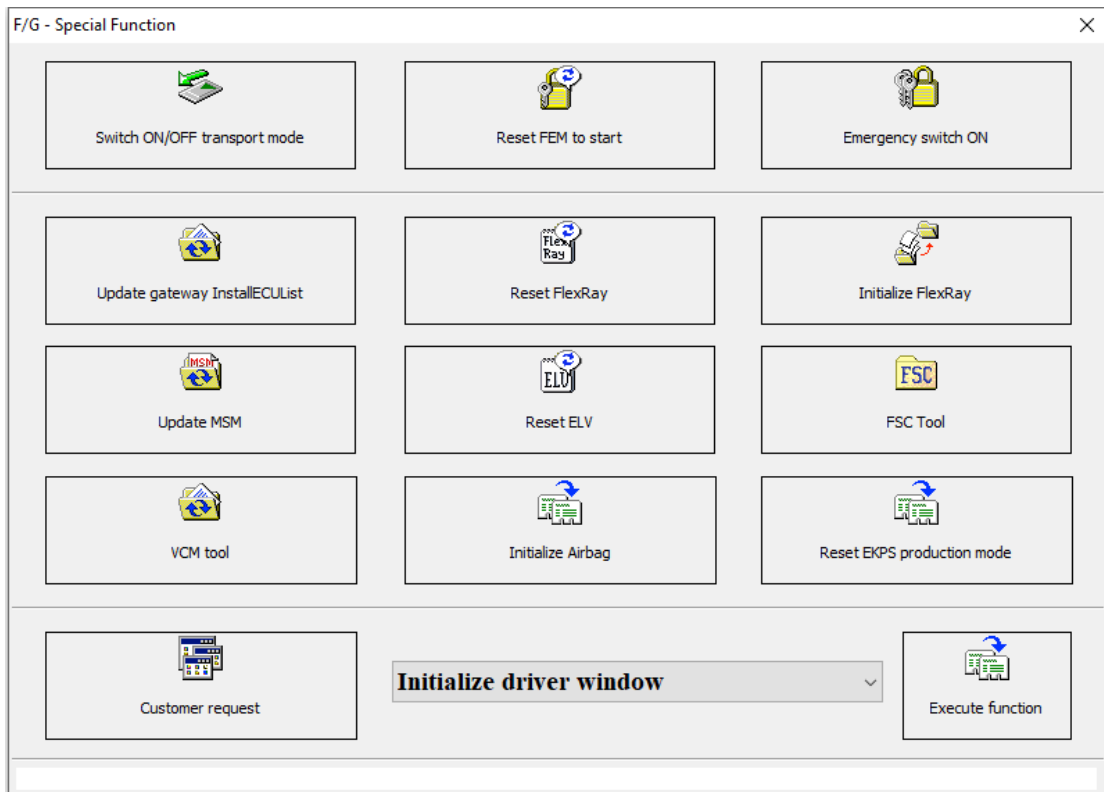 F/G - Special Function
Switch ON/OFF transport mode
Reset FEM to start
Emergency switch ON
Flex
Ray
Update gateway InstallECUList
Reset FlexRay
Initialize FlexRay
MSM
ELV
FSC
Update MSM
Reset ELV
FSC Tool
VCM tool
Initialize Airbag
Reset EKPS production mode
Customer request
Initialize driver window
Execute function